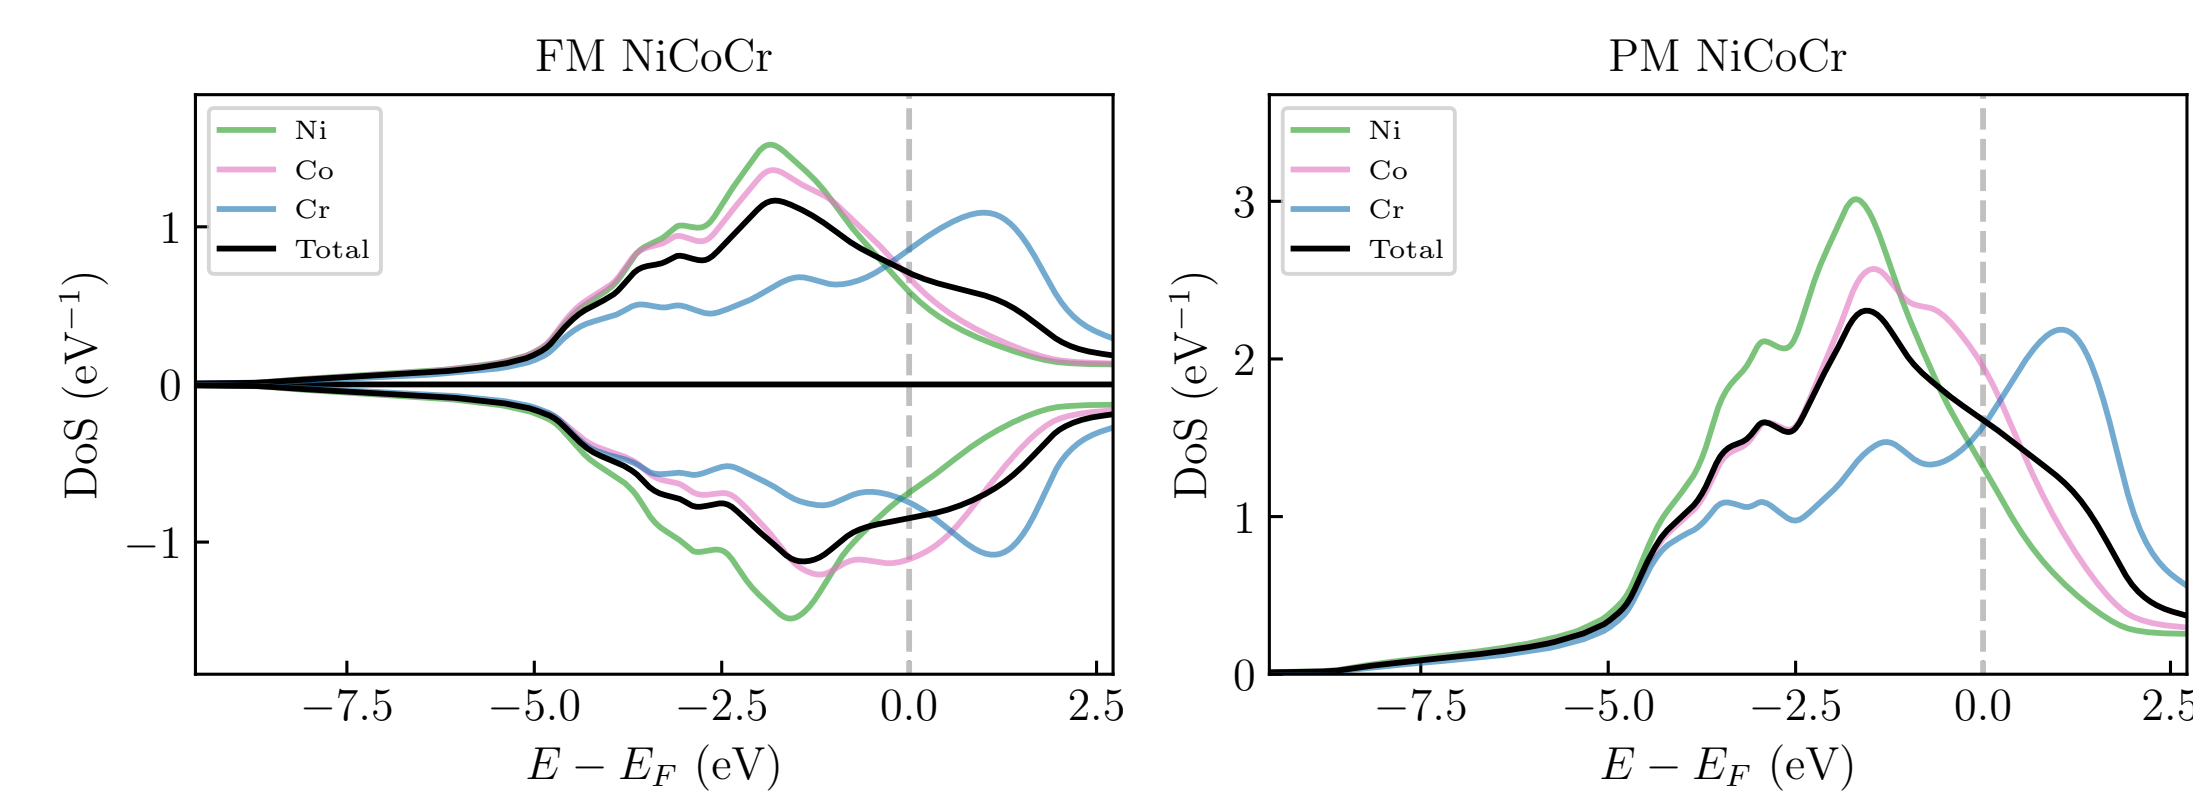 FM NiCoCr
Ni
Co
Cr
Total
1
0
−1
DoS (eV−1)
−7.5 −5.0 −2.5 0.0 2.5
E − EF (eV)
PM NiCoCr
Ni
Co
Cr
Total
3
2
1
0
DoS (eV−1)
−7.5 −5.0 −2.5 0.0 2.5
E − EF (eV)